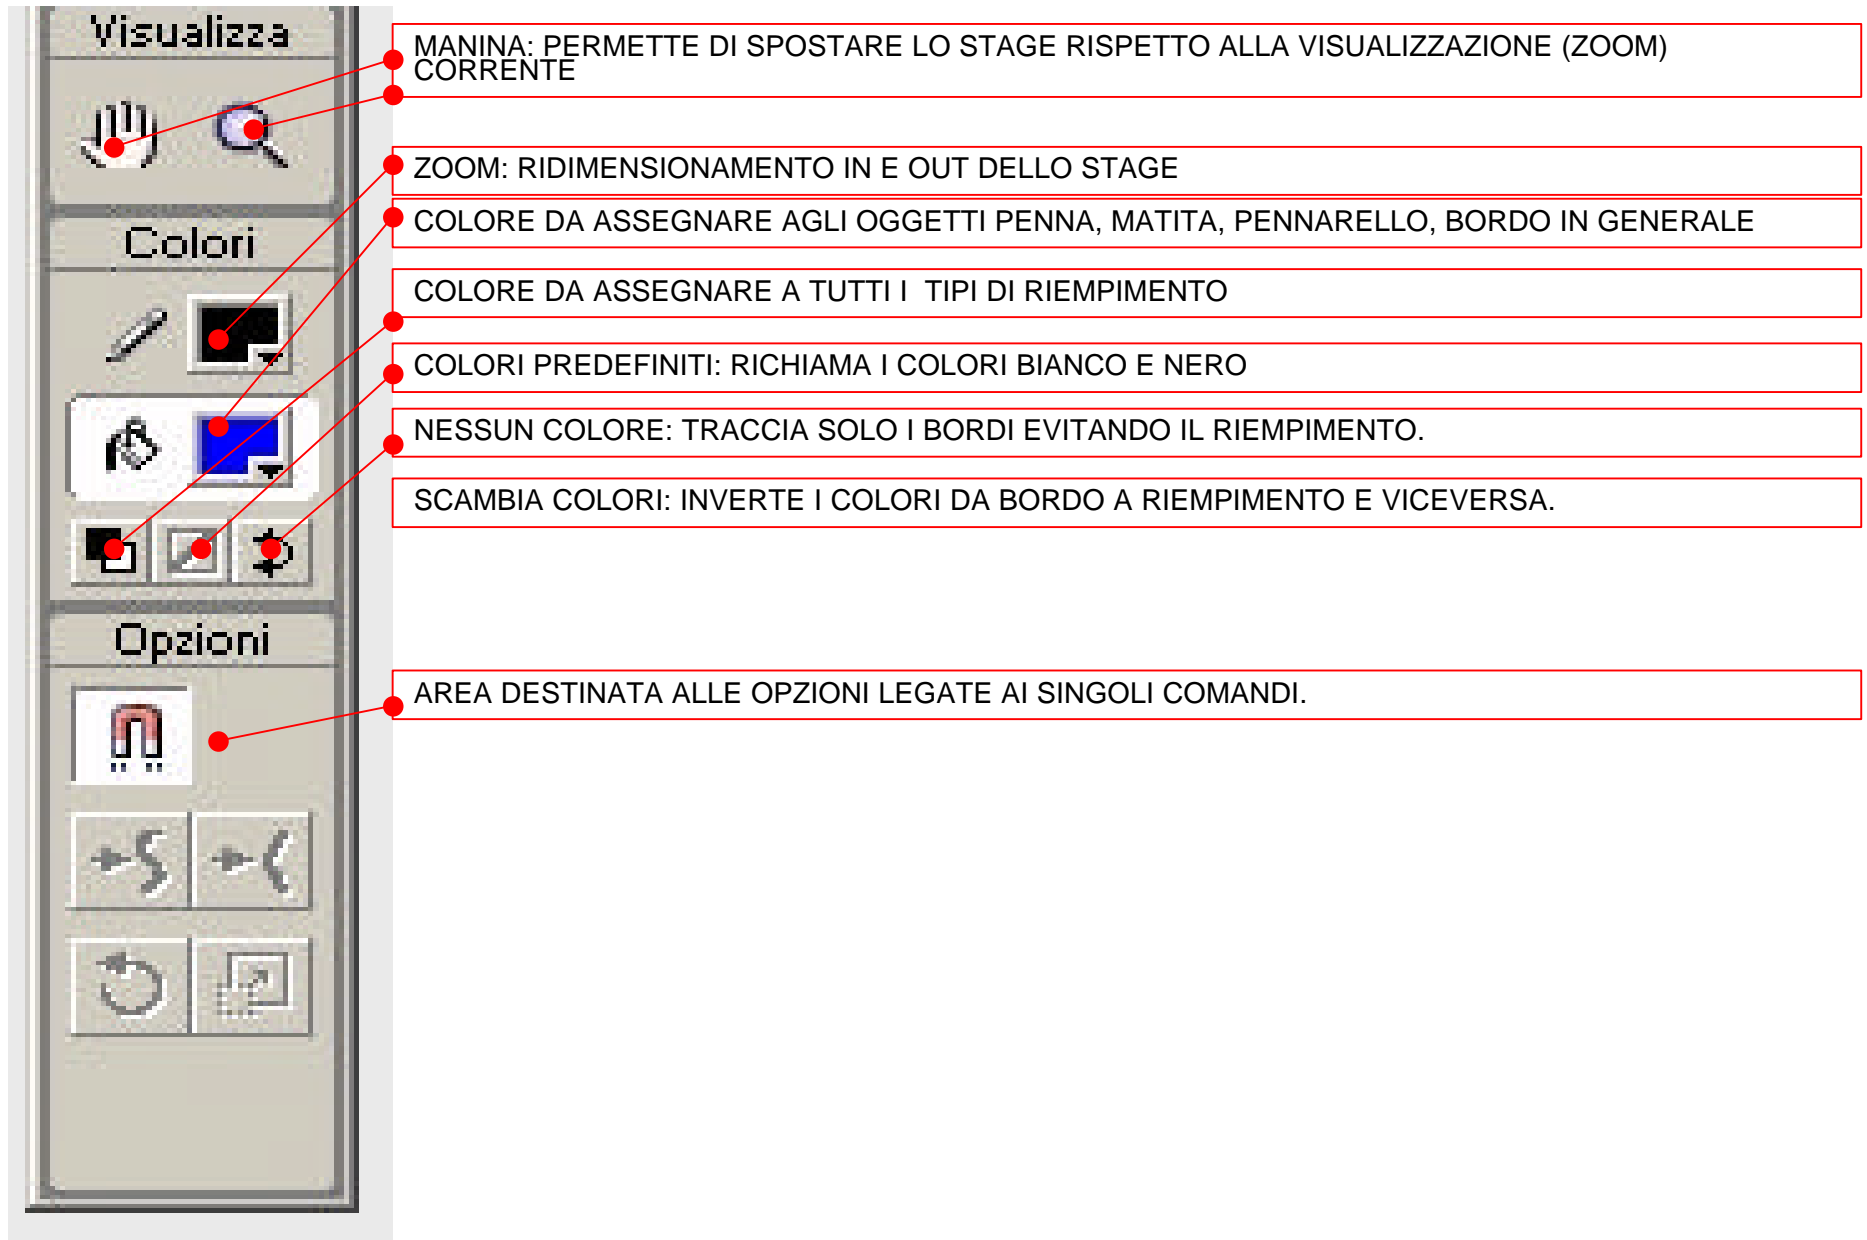 Visualizza
MANINA: PERMETTE DI SPOSTARE LO STAGE RISPETTO ALLA VISUALIZZAZIONE (ZOOM)
CORRENTE
ZOOM: RIDIMENSIONAMENTO IN E OUT DELLO STAGE
COLORE DA ASSEGNARE AGLI OGGETTI PENNA, MATITA, PENNARELLO, BORDO IN GENERALE
Colori
COLORE DA ASSEGNARE A TUTTI I TIPI DI RIEMPIMENTO
COLORI PREDEFINITI: RICHIAMA I COLORI BIANCO E NERO
NESSUN COLORE: TRACCIA SOLO I BORDI EVITANDO IL RIEMPIMENTO.
SCAMBIA COLORI: INVERTE I COLORI DA BORDO A RIEMPIMENTO E VICEVERSA.
Opzioni
AREA DESTINATA ALLE OPZIONI LEGATE AI SINGOLI COMANDI.